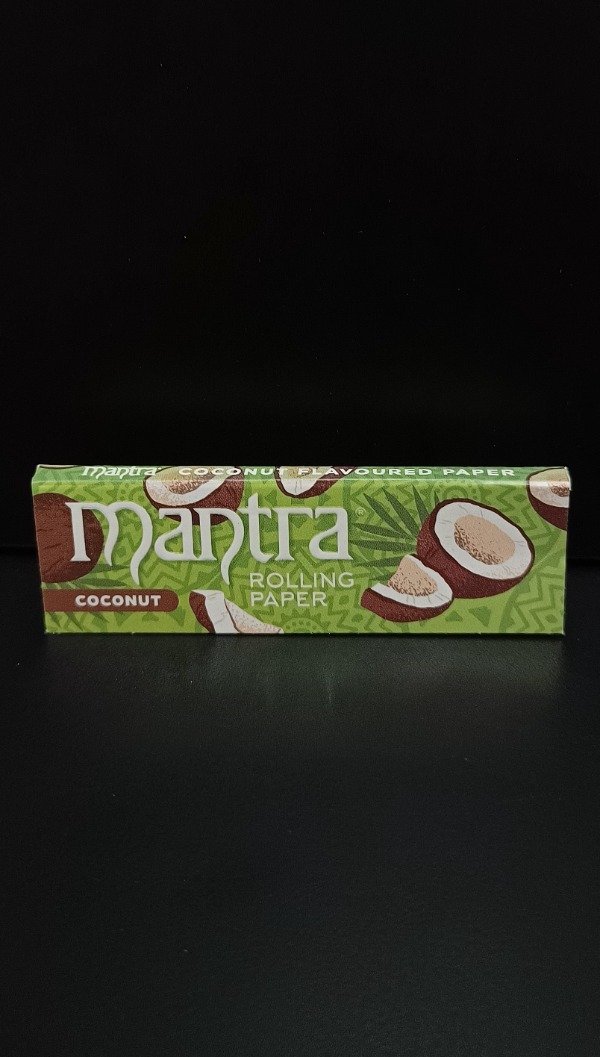 mantra COCONUT FLAVOURED PAPER
mantra®
ROLLING
PAPER
COCONUT